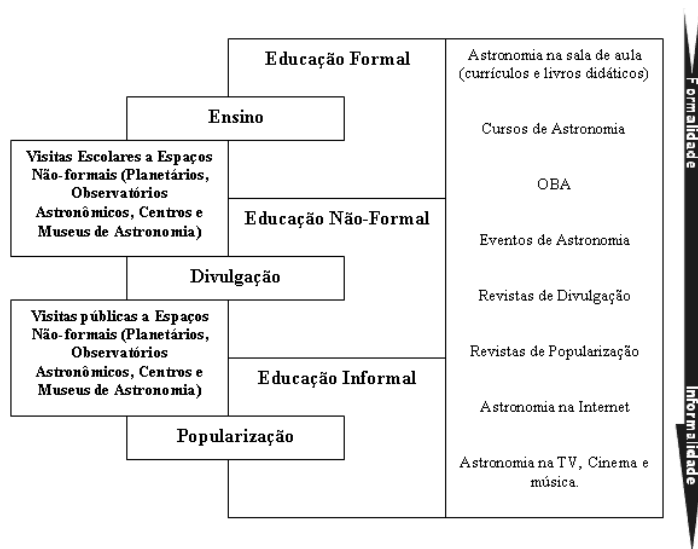 Educação Formal
Ensino
Visitas Escolares a Espaços
Não-formais (Planetários,
Observatórios
Astronômicos, Centros e
Museus de Astronomia)
Educação Não-Formal
Divulgação
Visitas públicas a Espaços
Não-formais (Planetários,
Observatórios
Astronômicos, Centros e
Museus de Astronomia)
Educação Informal
Popularização
Astronomia na sala de aula
(currículos e livros didáticos)
Cursos de Astronomia
OBA
Eventos de Astronomia
Revistas de Divulgação
Revistas de Popularização
Astronomia na Internet
Astronomia na TV, Cinema e
música.
Formalidade
Informalidade